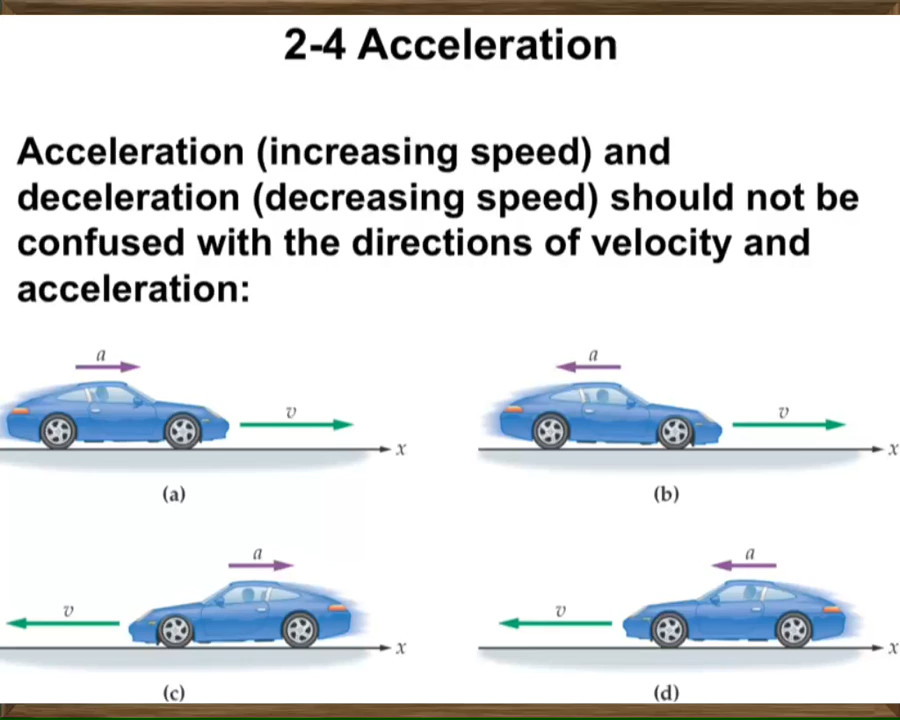 2-4 Acceleration
Acceleration (increasing speed) and
deceleration (decreasing speed) should not be
confused with the directions of velocity and
acceleration:
a
v
x
(a)
a
v
x
(b)
a
v
x
(c)
a
v
x
(d)